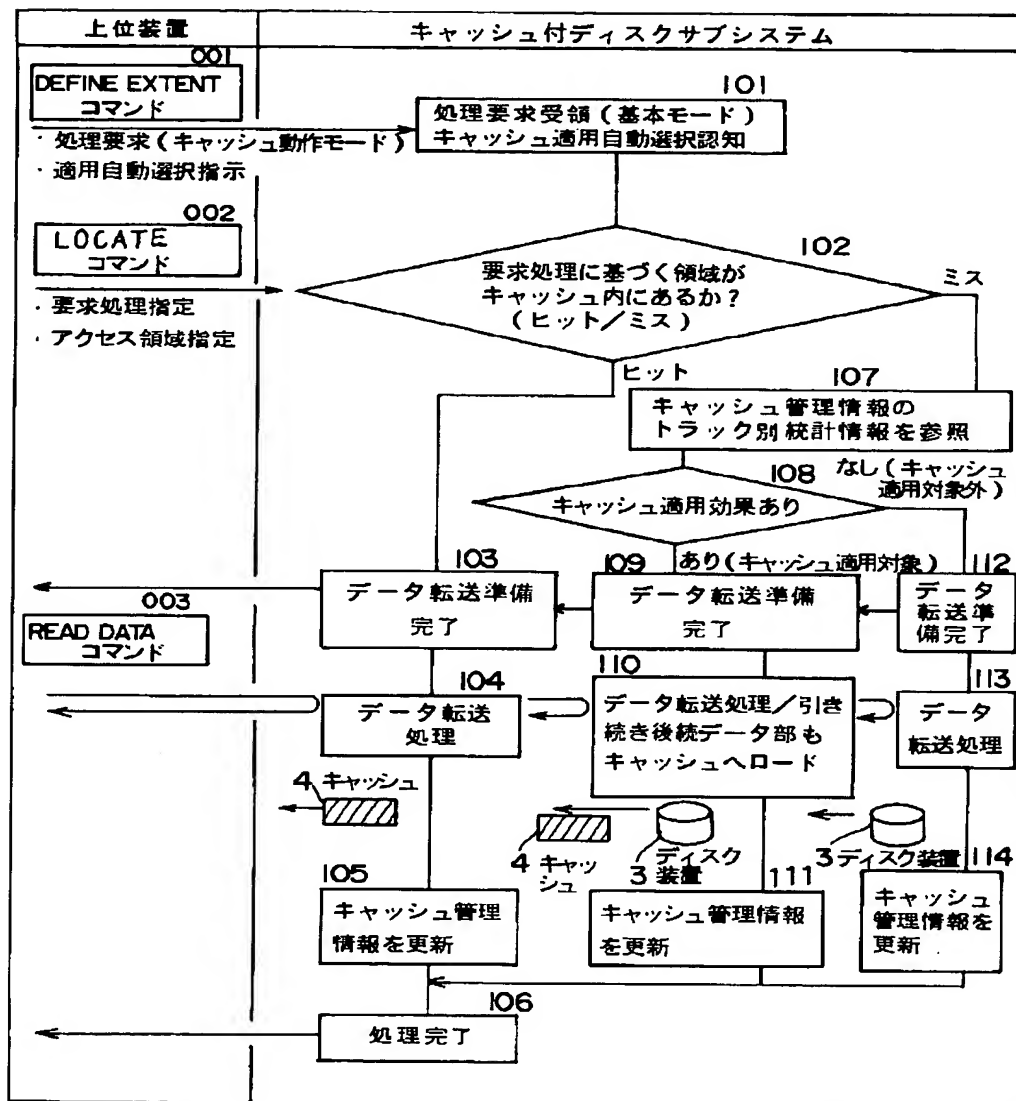 上位装置
キャッシュ付ディスクサブシステム
001
DEFINE EXTENT
コマンド
・処理要求(キャッシュ動作モード)
・適用自動選択指示
101
処理要求受領(基本モード)
キャッシュ適用自動選択認知
002
LOCATE
コマンド
・要求処理指定
・アクセス領域指定
102
要求処理に基づく領域が
キャッシュ内にあるか?
(ヒット/ミス)
ミス
ヒット
107
キャッシュ管理情報の
トラック別統計情報を参照
108
なし(キャッシュ
適用対象外)
キャッシュ適用効果あり
103
データ転送準備
完了
109
あり(キャッシュ適用対象)
データ転送準備
完了
112
データ
転送準
備完了
003
READ DATA
コマンド
104
データ転送
処理
110
データ転送処理/引き
続き後続データ部も
キャッシュへロード
113
データ
転送処理
4 キャッシュ
4 キャッ
シュ
3 ディスク
装置
3 ディスク装置
105
キャッシュ管理
情報を更新
111
キャッシュ管理情報
を更新
114
キャッシュ
管理情報を
更新
106
処理完了